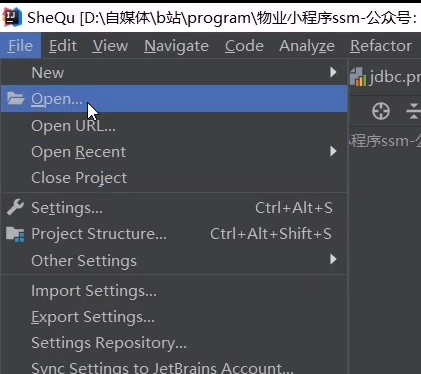 SheQu [D:\自媒体\b站\program\物业小程序ssm-公众号:
File Edit View Navigate Code Analyze Refactor
New
Open...
Open URL...
Open Recent
Close Project
Settings... Ctrl+Alt+S
Project Structure... Ctrl+Alt+Shift+S
Other Settings
Import Settings...
Export Settings...
Settings Repository...
Sync Settings to JetBrains Account...
jdbc.pr
程序ssm-公